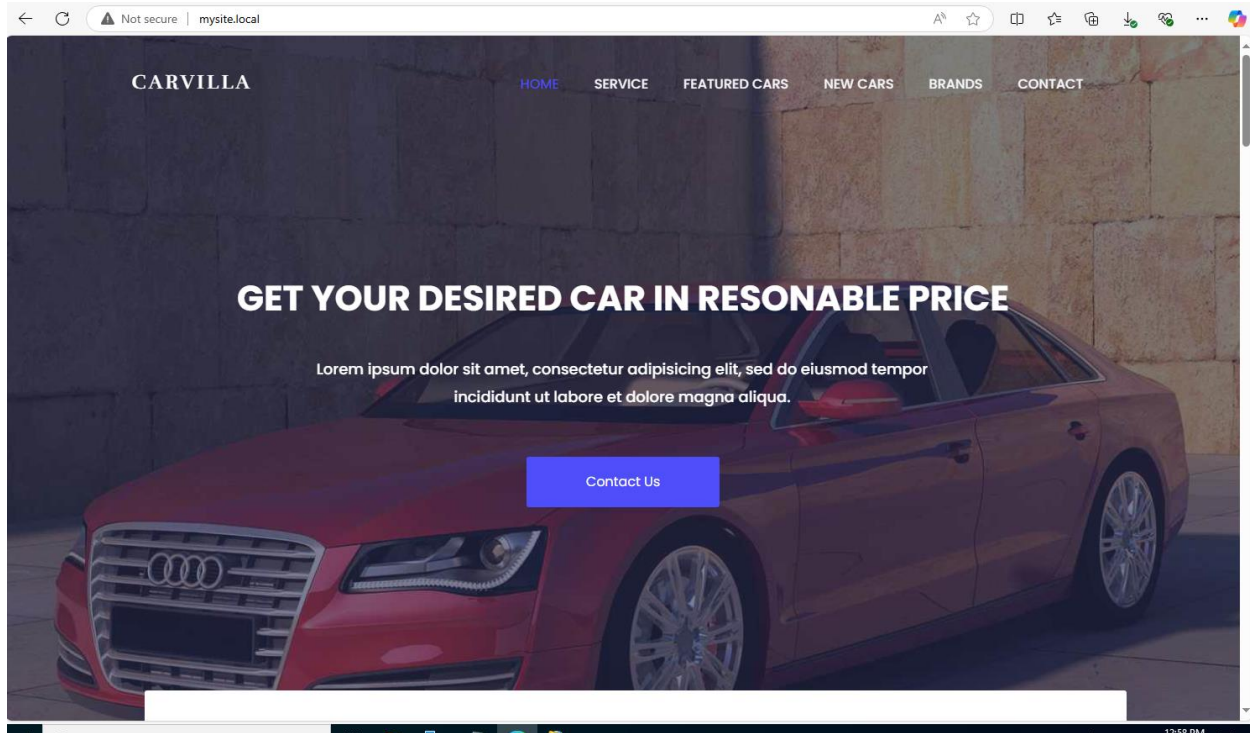 Not secure mysite.local
CARVILLA HOME SERVICE FEATURED CARS NEW CARS BRANDS CONTACT
GET YOUR DESIRED CAR IN RESONABLE PRICE
Lorem ipsum dolor sit amet, consectetur adipisicing elit, sed do eiusmod tempor
incididunt ut labore et dolore magna aliqua.
Contact Us
12:58 PM